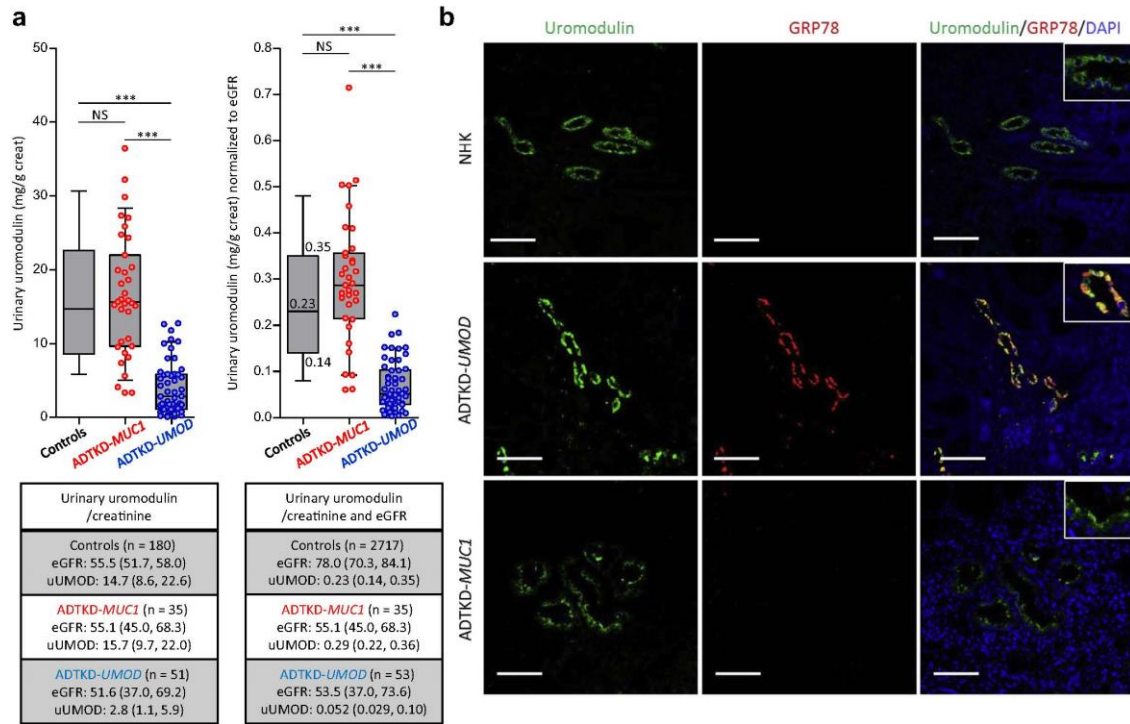 a
Urinary uromodulin (mg/g creat)
50
40
30
20
10
0
***
NS
***
Controls
ADTKD-MUC1
ADTKD-UMOD
Urinary uromodulin (mg/g creat) normalized to eGFR
0.8
0.7
0.6
0.5
0.4
0.3
0.2
0.1
0.0
***
NS
***
0.35
0.23
0.14
Controls
ADTKD-MUC1
ADTKD-UMOD
Urinary uromodulin
/creatinine
Controls (n = 180)
eGFR: 55.5 (51.7, 58.0)
uUMOD: 14.7 (8.6, 22.6)
ADTKD-MUC1 (n = 35)
eGFR: 55.1 (45.0, 68.3)
uUMOD: 15.7 (9.7, 22.0)
ADTKD-UMOD (n = 51)
eGFR: 51.6 (37.0, 69.2)
uUMOD: 2.8 (1.1, 5.9)
Urinary uromodulin
/creatinine and eGFR
Controls (n = 2717)
eGFR: 78.0 (70.3, 84.1)
uUMOD: 0.23 (0.14, 0.35)
ADTKD-MUC1 (n = 35)
eGFR: 55.1 (45.0, 68.3)
uUMOD: 0.29 (0.22, 0.36)
ADTKD-UMOD (n = 53)
eGFR: 53.5 (37.0, 73.6)
uUMOD: 0.052 (0.029, 0.10)
b
Uromodulin
GRP78
Uromodulin/GRP78/DAPI
NHK
ADTKD-UMOD
ADTKD-MUC1